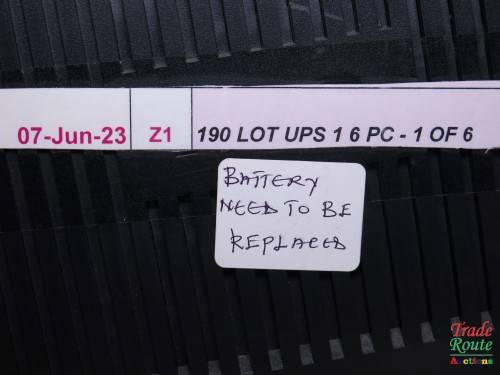 07-Jun-23 Z1 190 LOT UPS 1 6 PC - 1 OF 6
BATTERY
NEED TO BE
REPLACED
Trade
Route
Auctions